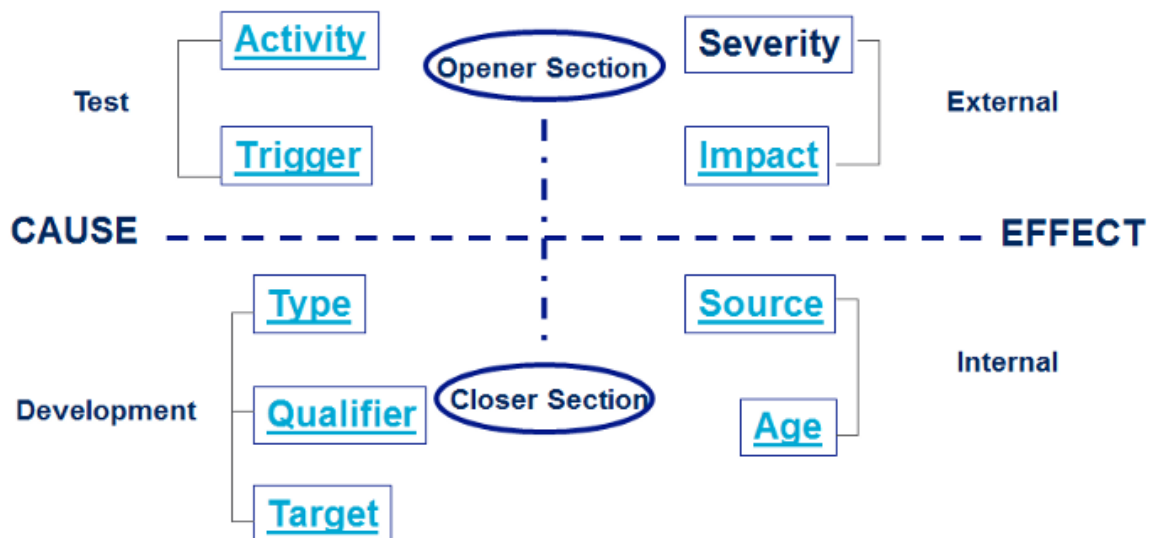 Activity
Opener Section
Severity
Test
External
Trigger
Impact
CAUSE
EFFECT
Type
Source
Internal
Development
Qualifier
Closer Section
Age
Target